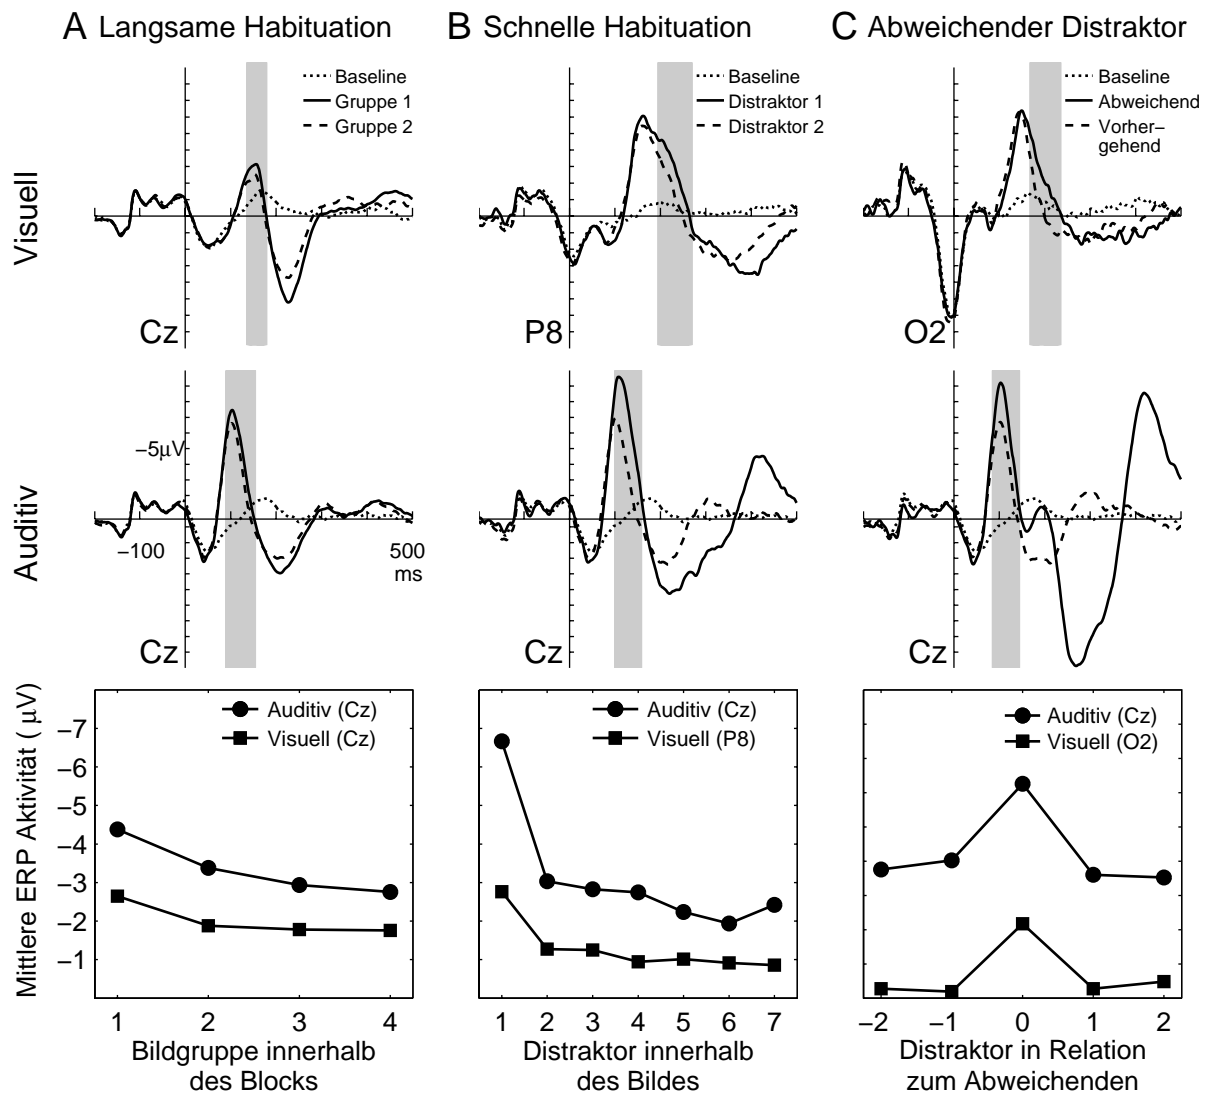 A Langsame Habituation
B Schnelle Habituation
C Abweichender Distraktor
Visuell
Baseline
Gruppe 1
Gruppe 2
Cz
Baseline
Distraktor 1
Distraktor 2
P8
Baseline
Abweichend
Vorher–
gehend
O2
Auditiv
–5μV
–100
500
ms
Cz
Cz
Cz
Mittlere ERP Aktivität ( μV)
–7
–6
–5
–4
–3
–2
–1
Auditiv (Cz)
Visuell (Cz)
1 2 3 4
Bildgruppe innerhalb
des Blocks
Auditiv (Cz)
Visuell (P8)
1 2 3 4 5 6 7
Distraktor innerhalb
des Bildes
Auditiv (Cz)
Visuell (O2)
–2 –1 0 1 2
Distraktor in Relation
zum Abweichenden